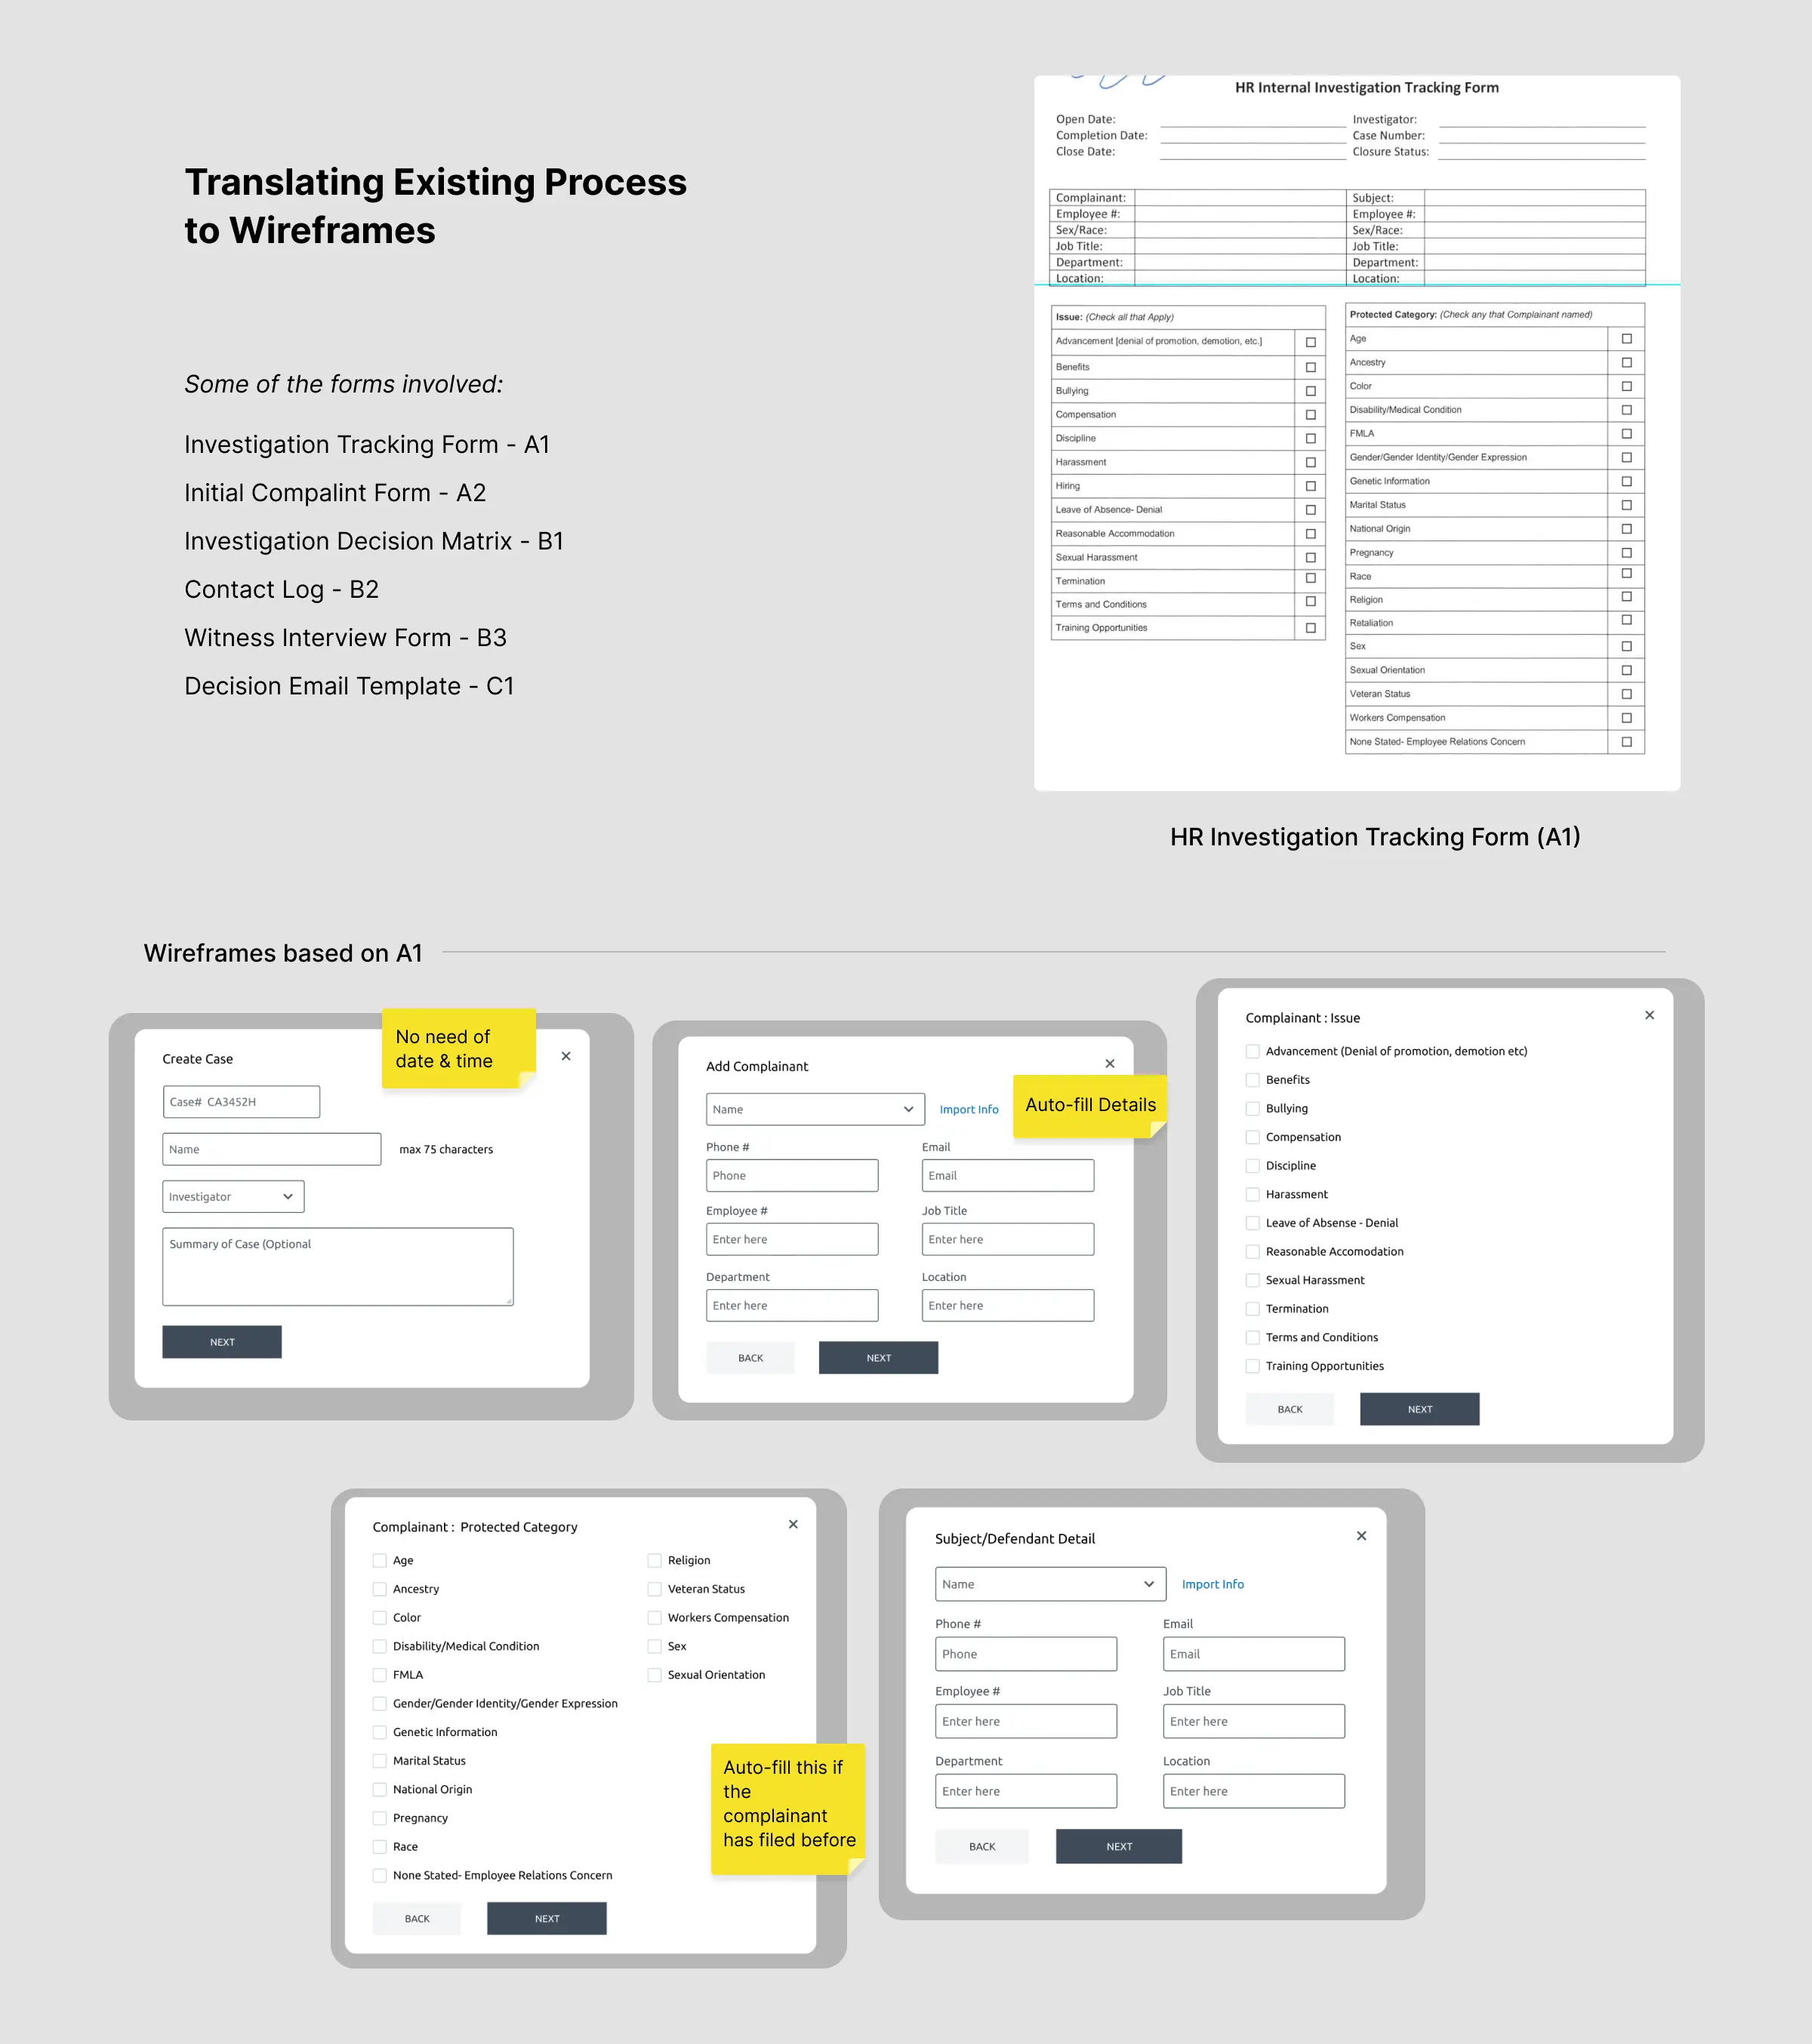 Translating Existing Process
to Wireframes
Some of the forms involved:
Investigation Tracking Form - A1
Initial Compalint Form - A2
Investigation Decision Matrix - B1
Contact Log - B2
Witness Interview Form - B3
Decision Email Template - C1
HR Internal Investigation Tracking Form
Open Date:
Completion Date:
Close Date:
Investigator:
Case Number:
Closure Status:
Complainant:
Employee #:
Sex/Race:
Job Title:
Department:
Location:
Subject:
Employee #:
Sex/Race:
Job Title:
Department:
Location:
Issue: (Check all that Apply)
Advancement [denial of promotion, demotion, etc.]
Benefits
Bullying
Compensation
Discipline
Harassment
Hiring
Leave of Absence- Denial
Reasonable Accommodation
Sexual Harassment
Termination
Terms and Conditions
Training Opportunities
Protected Category: (Check any that Complainant named)
Age
Ancestry
Color
Disability/Medical Condition
FMLA
Gender/Gender Identity/Gender Expression
Genetic Information
Marital Status
National Origin
Pregnancy
Race
Religion
Retaliation
Sex
Sexual Orientation
Veteran Status
Workers Compensation
None Stated- Employee Relations Concern
HR Investigation Tracking Form (A1)
Wireframes based on A1
Create Case
No need of
date & time
Case# CA3452H
Name
max 75 characters
Investigator
Summary of Case (Optional
NEXT
Add Complainant
Name
Import Info
Auto-fill Details
Phone #
Email
Phone
Email
Employee #
Job Title
Enter here
Enter here
Department
Location
Enter here
Enter here
BACK
NEXT
Complainant : Issue
Advancement (Denial of promotion, demotion etc)
Benefits
Bullying
Compensation
Discipline
Harassment
Leave of Absense - Denial
Reasonable Accomodation
Sexual Harassment
Termination
Terms and Conditions
Training Opportunities
BACK
NEXT
Complainant : Protected Category
Age
Ancestry
Color
Disability/Medical Condition
FMLA
Gender/Gender Identity/Gender Expression
Genetic Information
Marital Status
National Origin
Pregnancy
Race
None Stated- Employee Relations Concern
Religion
Veteran Status
Workers Compensation
Sex
Sexual Orientation
Auto-fill this if
the
complainant
has filed before
BACK
NEXT
Subject/Defendant Detail
Name
Import Info
Phone #
Email
Phone
Email
Employee #
Job Title
Enter here
Enter here
Department
Location
Enter here
Enter here
BACK
NEXT